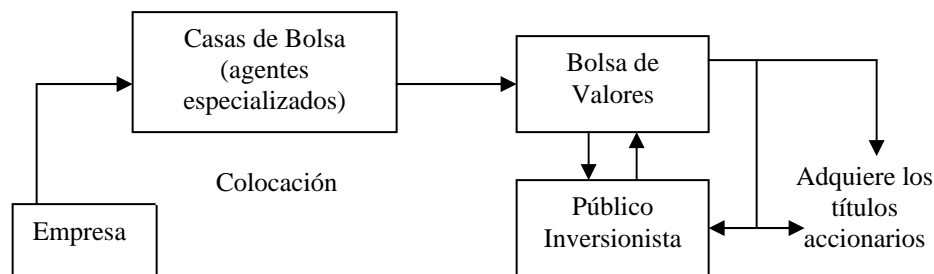 Casas de Bolsa
(agentes
especializados)
Bolsa de
Valores
Colocación
Empresa
Público
Inversionista
Adquiere los
títulos
accionarios